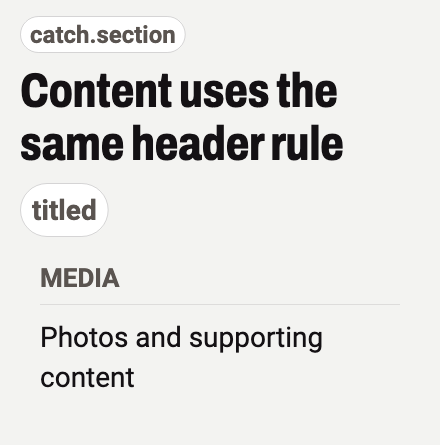 catch.section
Content uses the
same header rule
titled
MEDIA
Photos and supporting
content